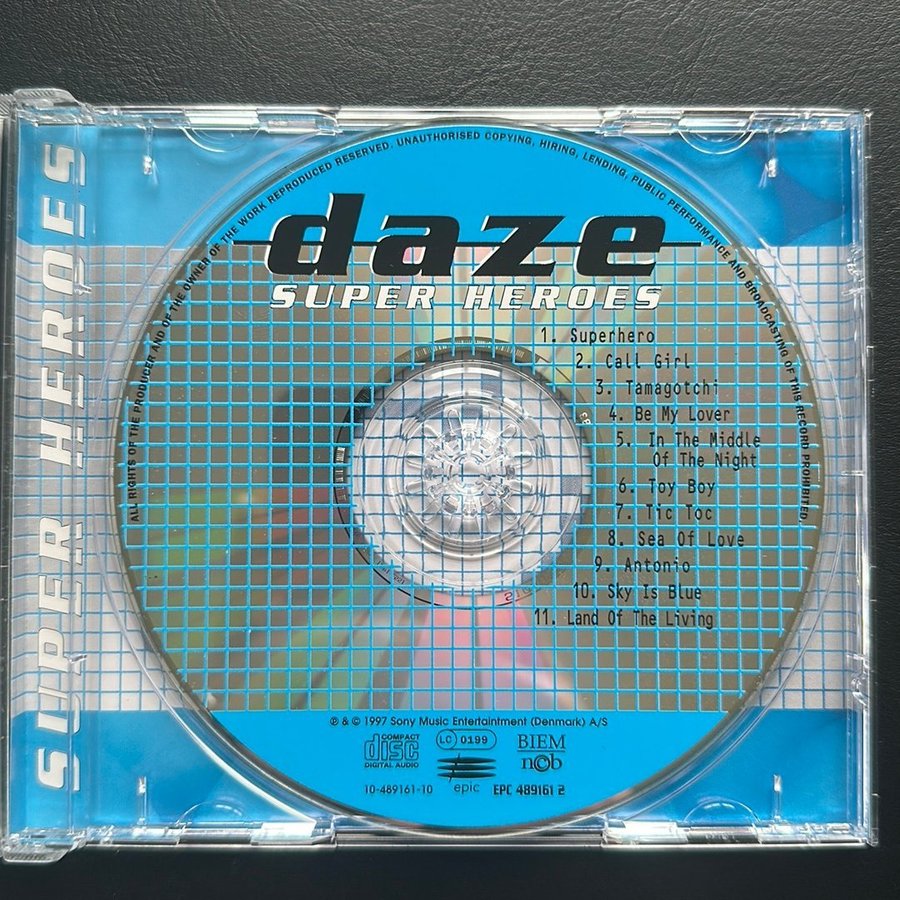 SUPER HEROES
ALL RIGHTS OF THE PRODUCER AND OF THE OWNER OF THE WORK REPRODUCED RESERVED. UNAUTHORISED COPYING, HIRING, LENDING, PUBLIC PERFORMANCE AND BROADCASTING OF THIS RECORD PROHIBITED.
daze
SUPER HEROES
1. Superhero
2. Call Girl
3. Tamagotchi
4. Be My Lover
5. In The Middle
Of The Night
6. Toy Boy
7. Tic Toc
8. Sea Of Love
9. Antonio
10. Sky Is Blue
11. Land Of The Living
℗ & © 1997 Sony Music Entertaintment (Denmark) A/S
COMPACT
disc
DIGITAL AUDIO
LC 0199
BIEM
ncb
10-489161-10
epic
EPC 489161 2